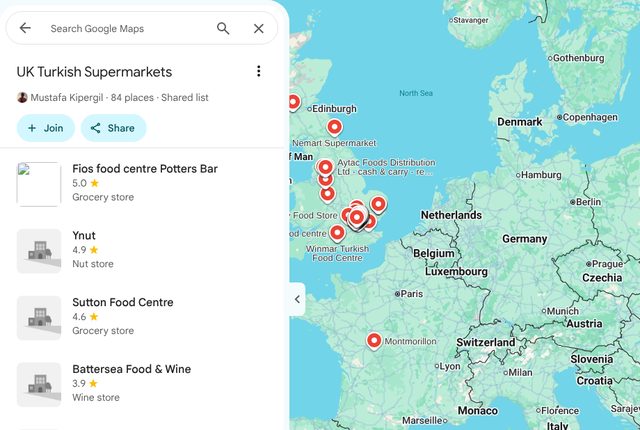 Search Google Maps
UK Turkish Supermarkets
Mustafa Kipergil · 84 places · Shared list
Join
Share
Fios food centre Potters Bar
5.0
Grocery store
Ynut
4.9
Nut store
Sutton Food Centre
4.6
Grocery store
Battersea Food & Wine
3.9
Wine store
Stavanger
Gothenburg
North Sea
Edinburgh
Copenhagen
Denmark
Nemart Supermarket
f Man
Aytac Foods Distribution
Ltd - cash & carry - re...
Hamburg
Berlin
Food Store
Netherlands
od centre
Germany
Winmar Turkish
Food Centre
Belgium
Luxembourg
Prague
Czechia
Paris
Munich
Austria
Montmorillon
Switzerland
Slovenia
Lyon
Milan
Croatia
Monaco
Florence
Saraje
Marseille
Italy